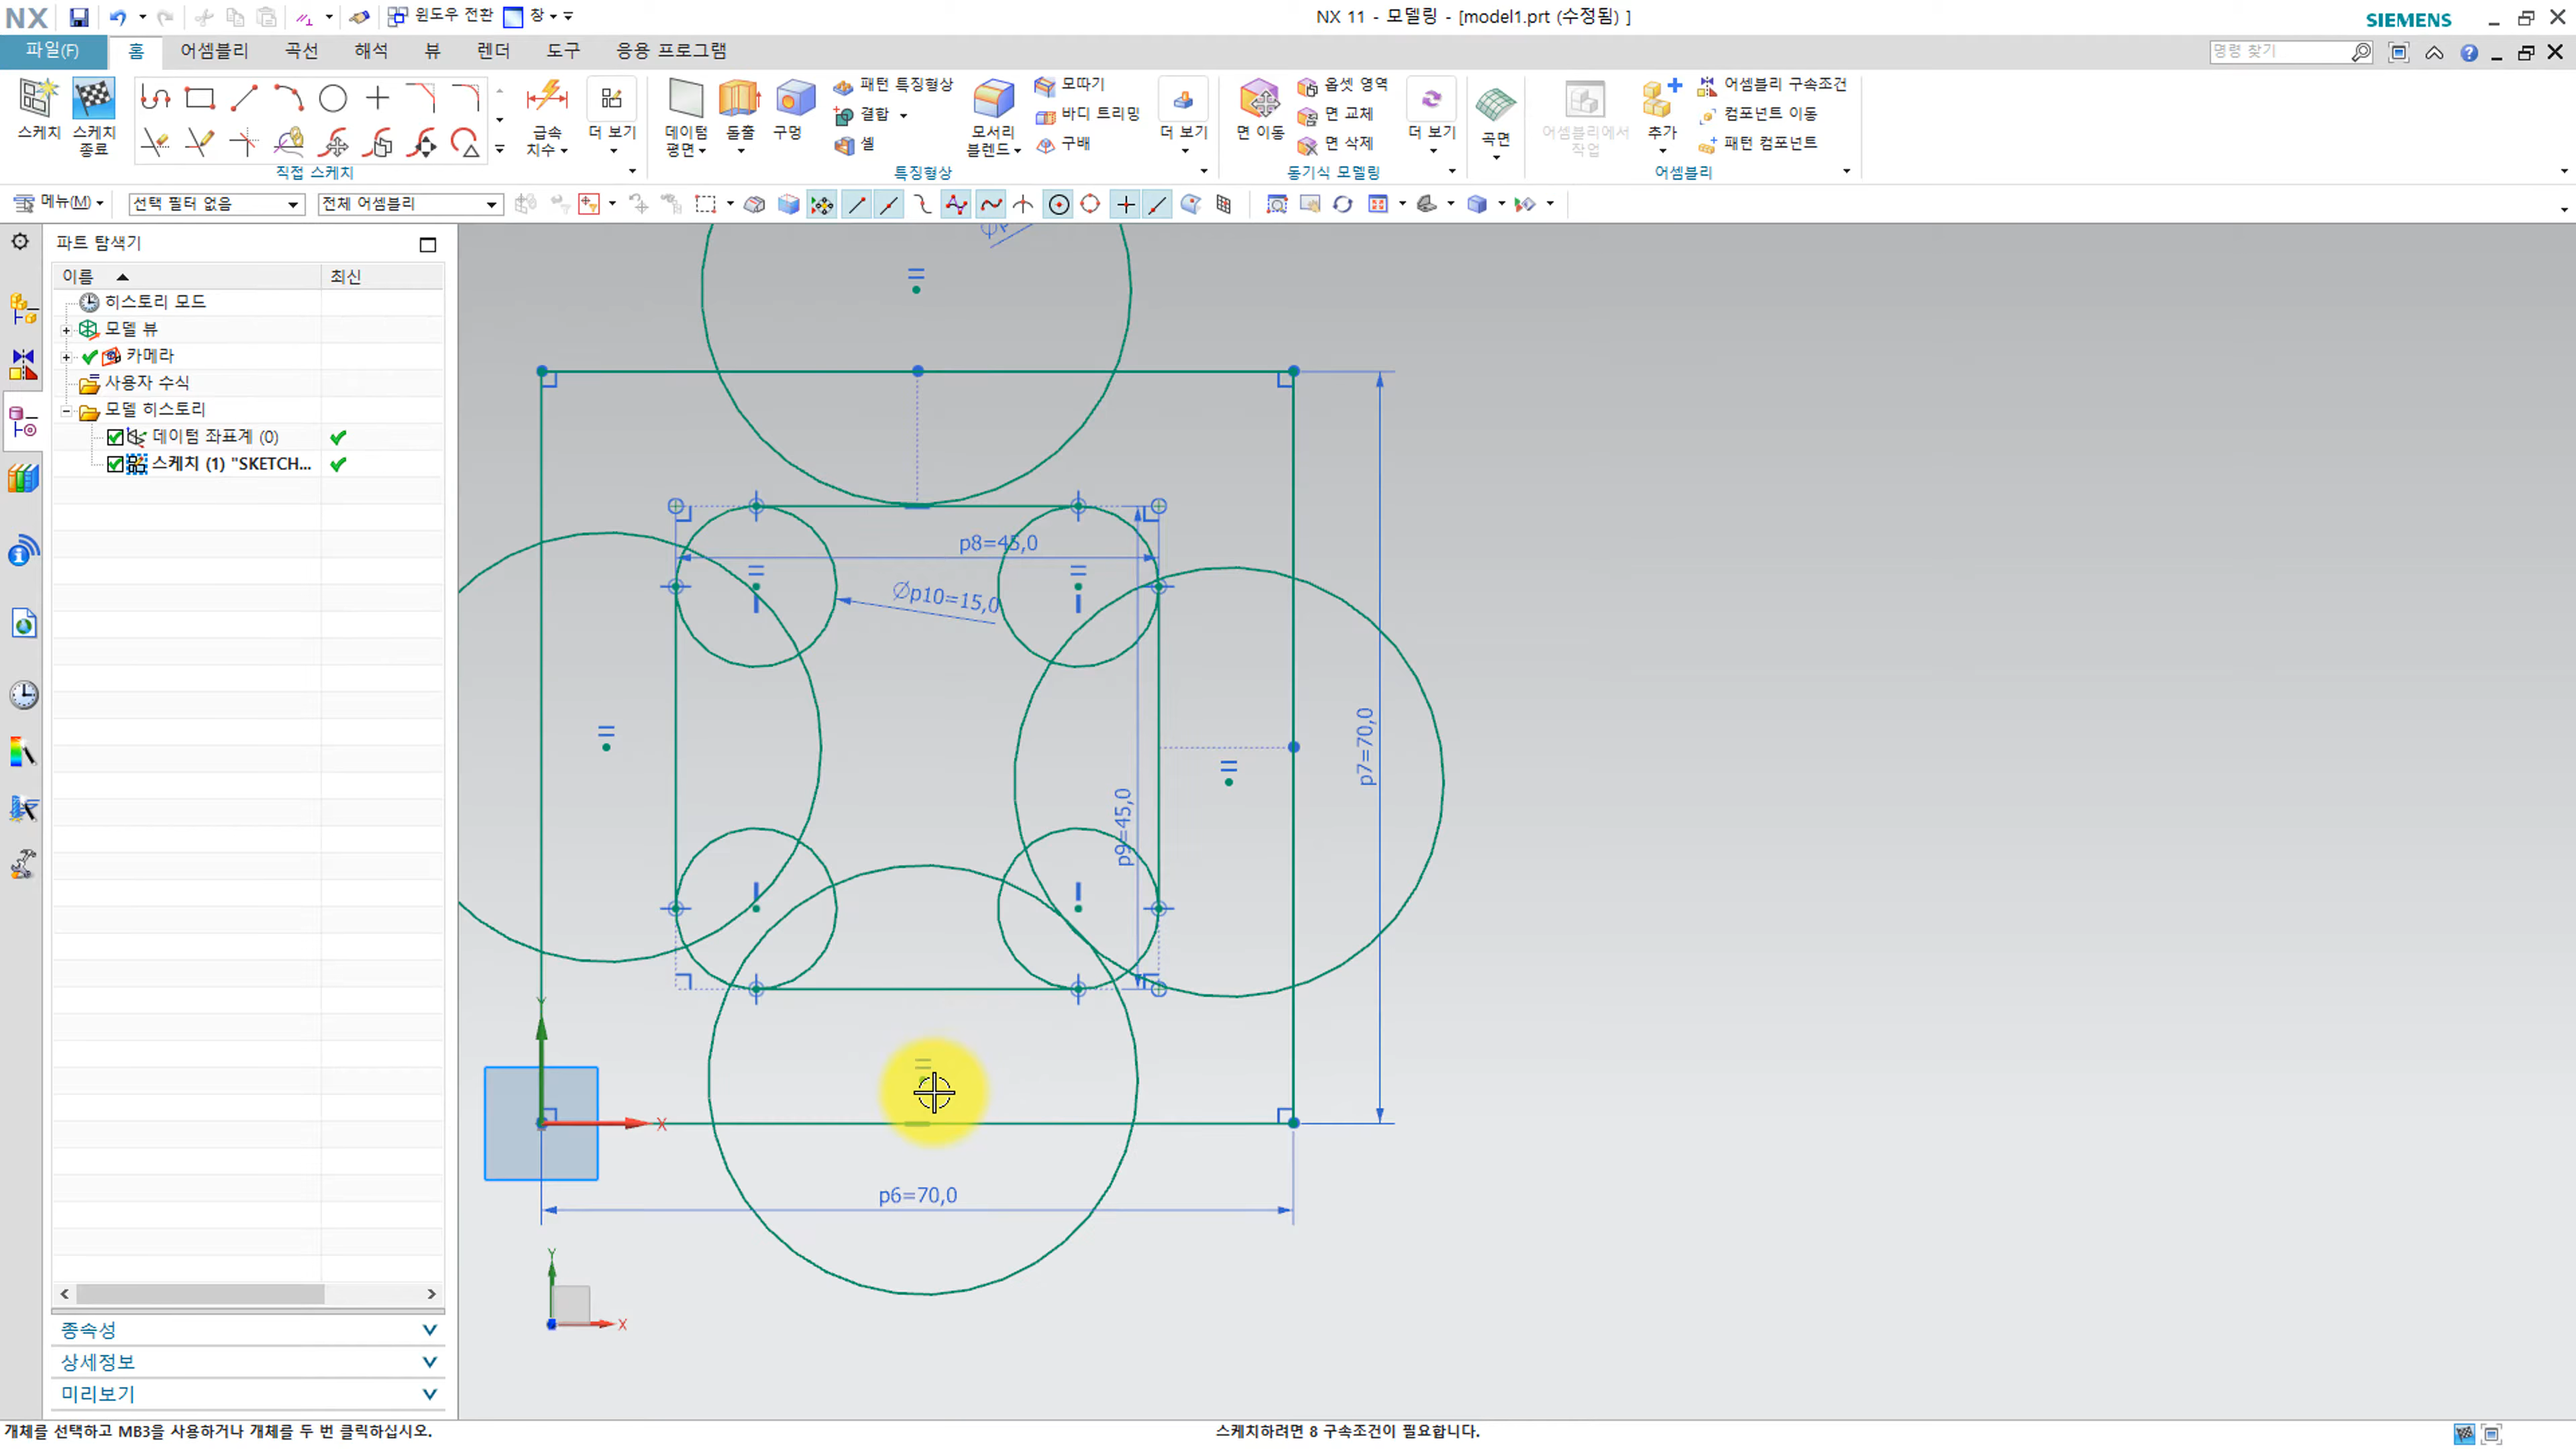 NX
윈도우 전환
창
NX 11 - 모델링 - [model1.prt (수정됨) ]
SIEMENS
파일(F)
홈
어셈블리
곡선
해석
뷰
렌더
도구
응용 프로그램
명령 찾기
스케치
스케치
종료
직접 스케치
급속
치수
더 보기
데이텀
평면
돌출
구멍
패턴 특징형상
결합
셸
모서리
블렌드
모따기
바디 트리밍
구배
더 보기
특징형상
면 이동
옵셋 영역
면 교체
면 삭제
더 보기
동기식 모델링
곡면
어셈블리에서
작업
추가
어셈블리 구속조건
컴포넌트 이동
패턴 컴포넌트
어셈블리
메뉴(M)
선택 필터 없음
전체 어셈블리
파트 탐색기
이름
최신
히스토리 모드
모델 뷰
카메라
사용자 수식
모델 히스토리
데이텀 좌표계 (0)
스케치 (1) "SKETCH...
p8=45,0
∅p10=15,0
p7=70,0
p9=45,0
Y
X
p6=70,0
Y
X
종속성
상세정보
미리보기
개체를 선택하고 MB3을 사용하거나 개체를 두 번 클릭하십시오.
스케치하려면 8 구속조건이 필요합니다.